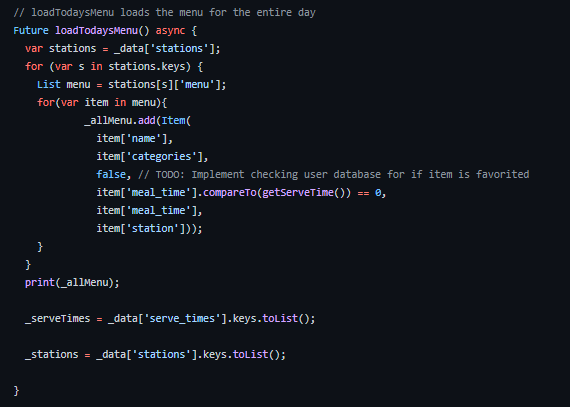 // loadTodaysMenu loads the menu for the entire day
Future loadTodaysMenu() async {
  var stations = _data['stations'];
  for (var s in stations.keys) {
    List menu = stations[s]['menu'];
    for(var item in menu){
            _allMenu.add(Item(
              item['name'],
              item['categories'],
              false, // TODO: Implement checking user database for if item is favorited
              item['meal_time'].compareTo(getServeTime()) == 0,
              item['meal_time'],
              item['station']));
    }
  }
  print(_allMenu);

  _serveTimes = _data['serve_times'].keys.toList();

  _stations = _data['stations'].keys.toList();

}